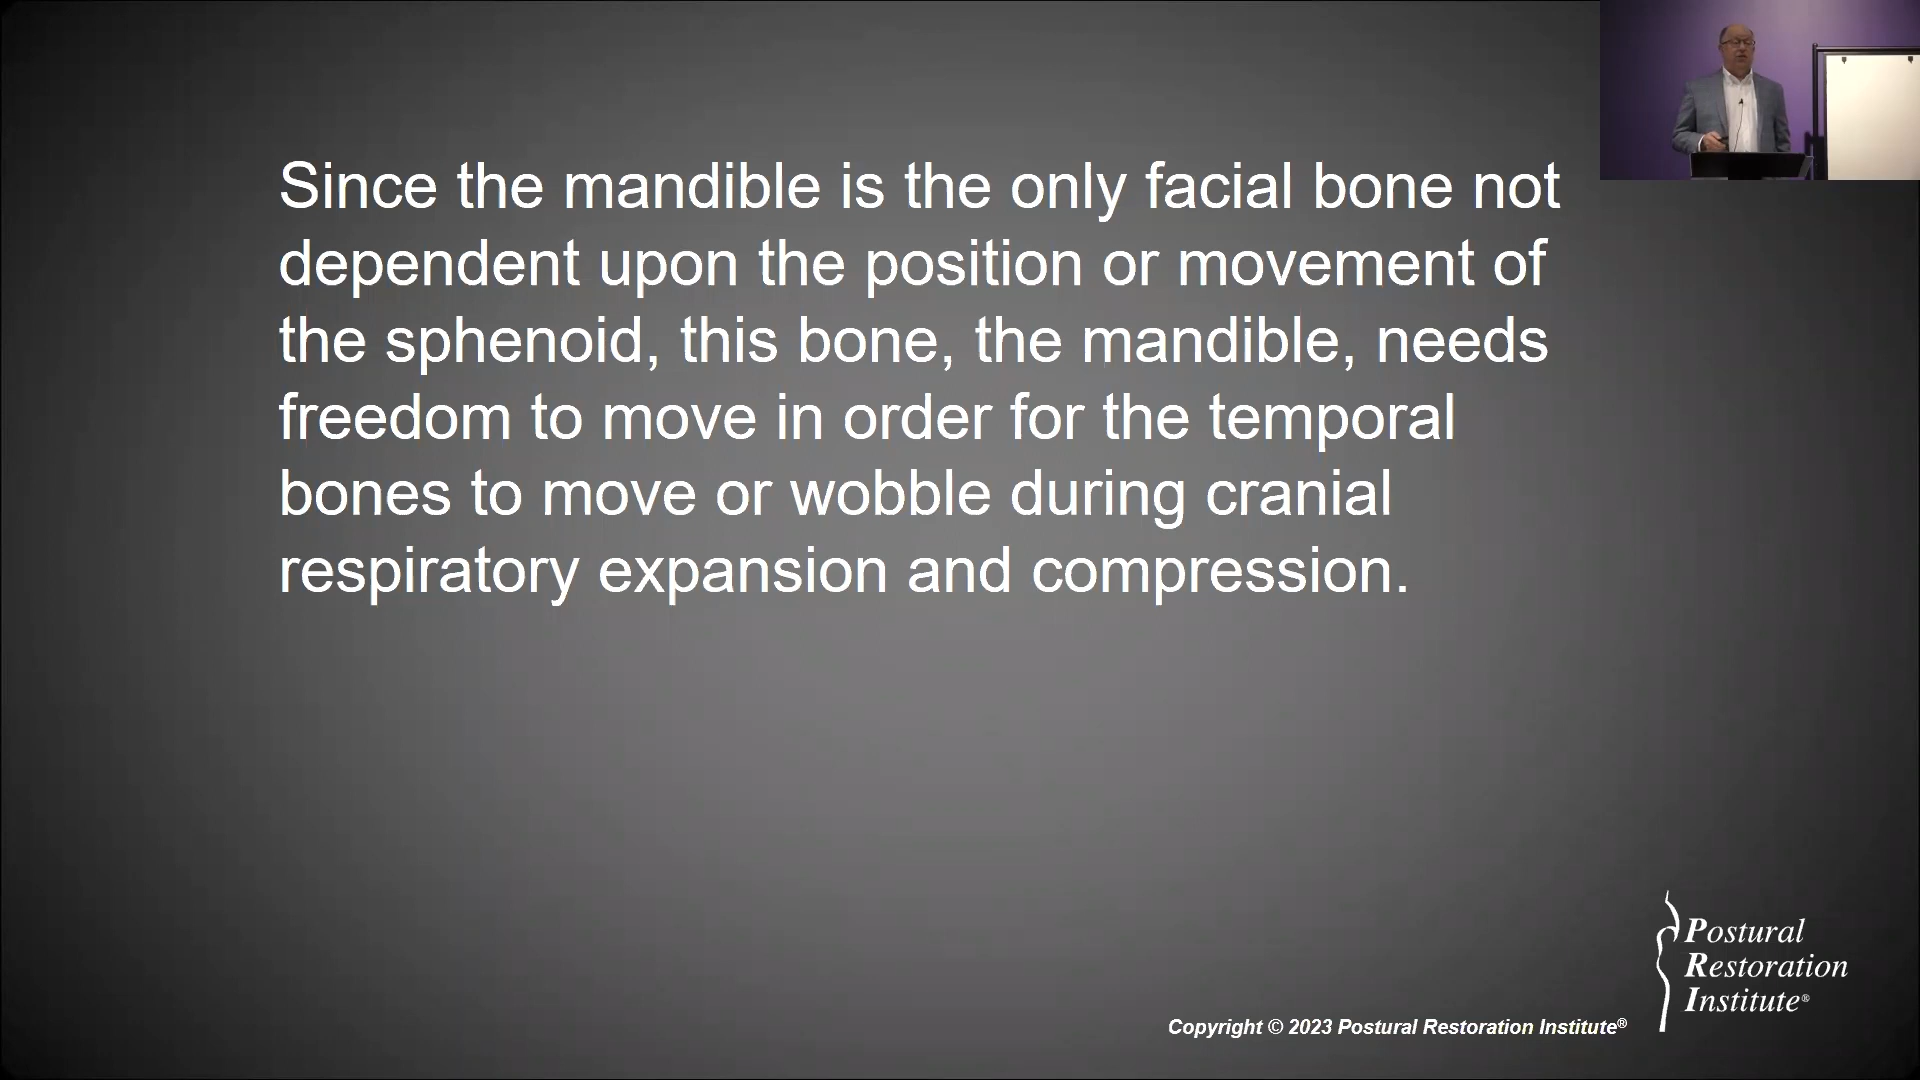 Since the mandible is the only facial bone not
dependent upon the position or movement of
the sphenoid, this bone, the mandible, needs
freedom to move in order for the temporal
bones to move or wobble during cranial
respiratory expansion and compression.
Postural
Restoration
Institute®
Copyright © 2023 Postural Restoration Institute®